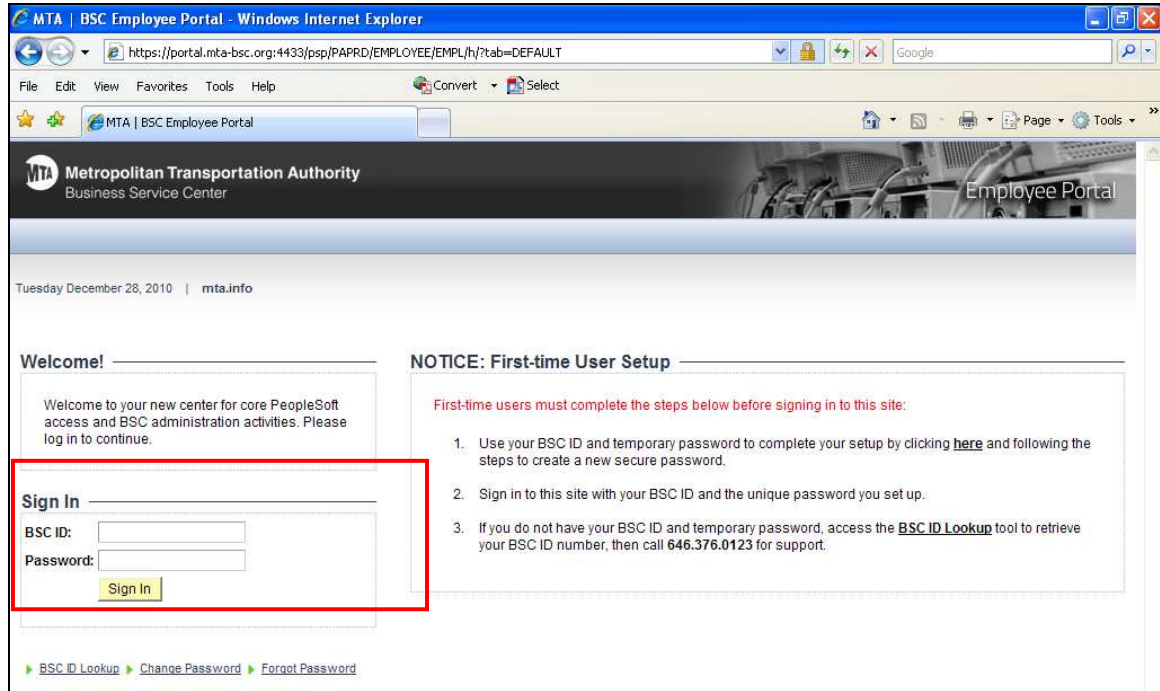 MTA | BSC Employee Portal - Windows Internet Explorer
https://portal.mta-bsc.org:4433/psp/PAPRD/EMPLOYEE/EMPL/h/?tab=DEFAULT
Google
File Edit View Favorites Tools Help
Convert Select
MTA | BSC Employee Portal
Page Tools
MTA
Metropolitan Transportation Authority
Business Service Center
Employee Portal
Tuesday December 28, 2010 | mta.info
Welcome!
Welcome to your new center for core PeopleSoft
access and BSC administration activities. Please
log in to continue.
Sign In
BSC ID:
Password:
Sign In
NOTICE: First-time User Setup
First-time users must complete the steps below before signing in to this site:
1. Use your BSC ID and temporary password to complete your setup by clicking here and following the
steps to create a new secure password.
2. Sign in to this site with your BSC ID and the unique password you set up.
3. If you do not have your BSC ID and temporary password, access the BSC ID Lookup tool to retrieve
your BSC ID number, then call 646.376.0123 for support.
BSC ID Lookup Change Password Forgot Password